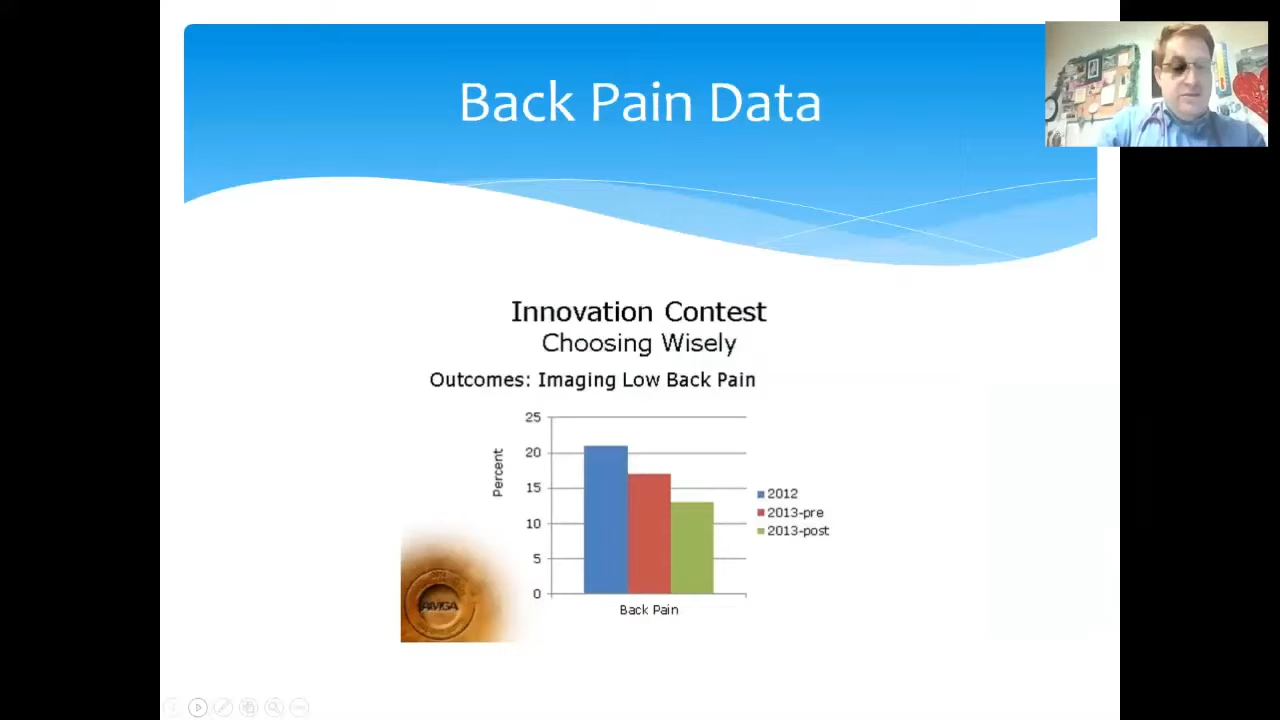 Back Pain Data
Innovation Contest
Choosing Wisely
Outcomes: Imaging Low Back Pain
25
20
15
10
5
0
Percent
Back Pain
2012
2013-pre
2013-post
AMGA